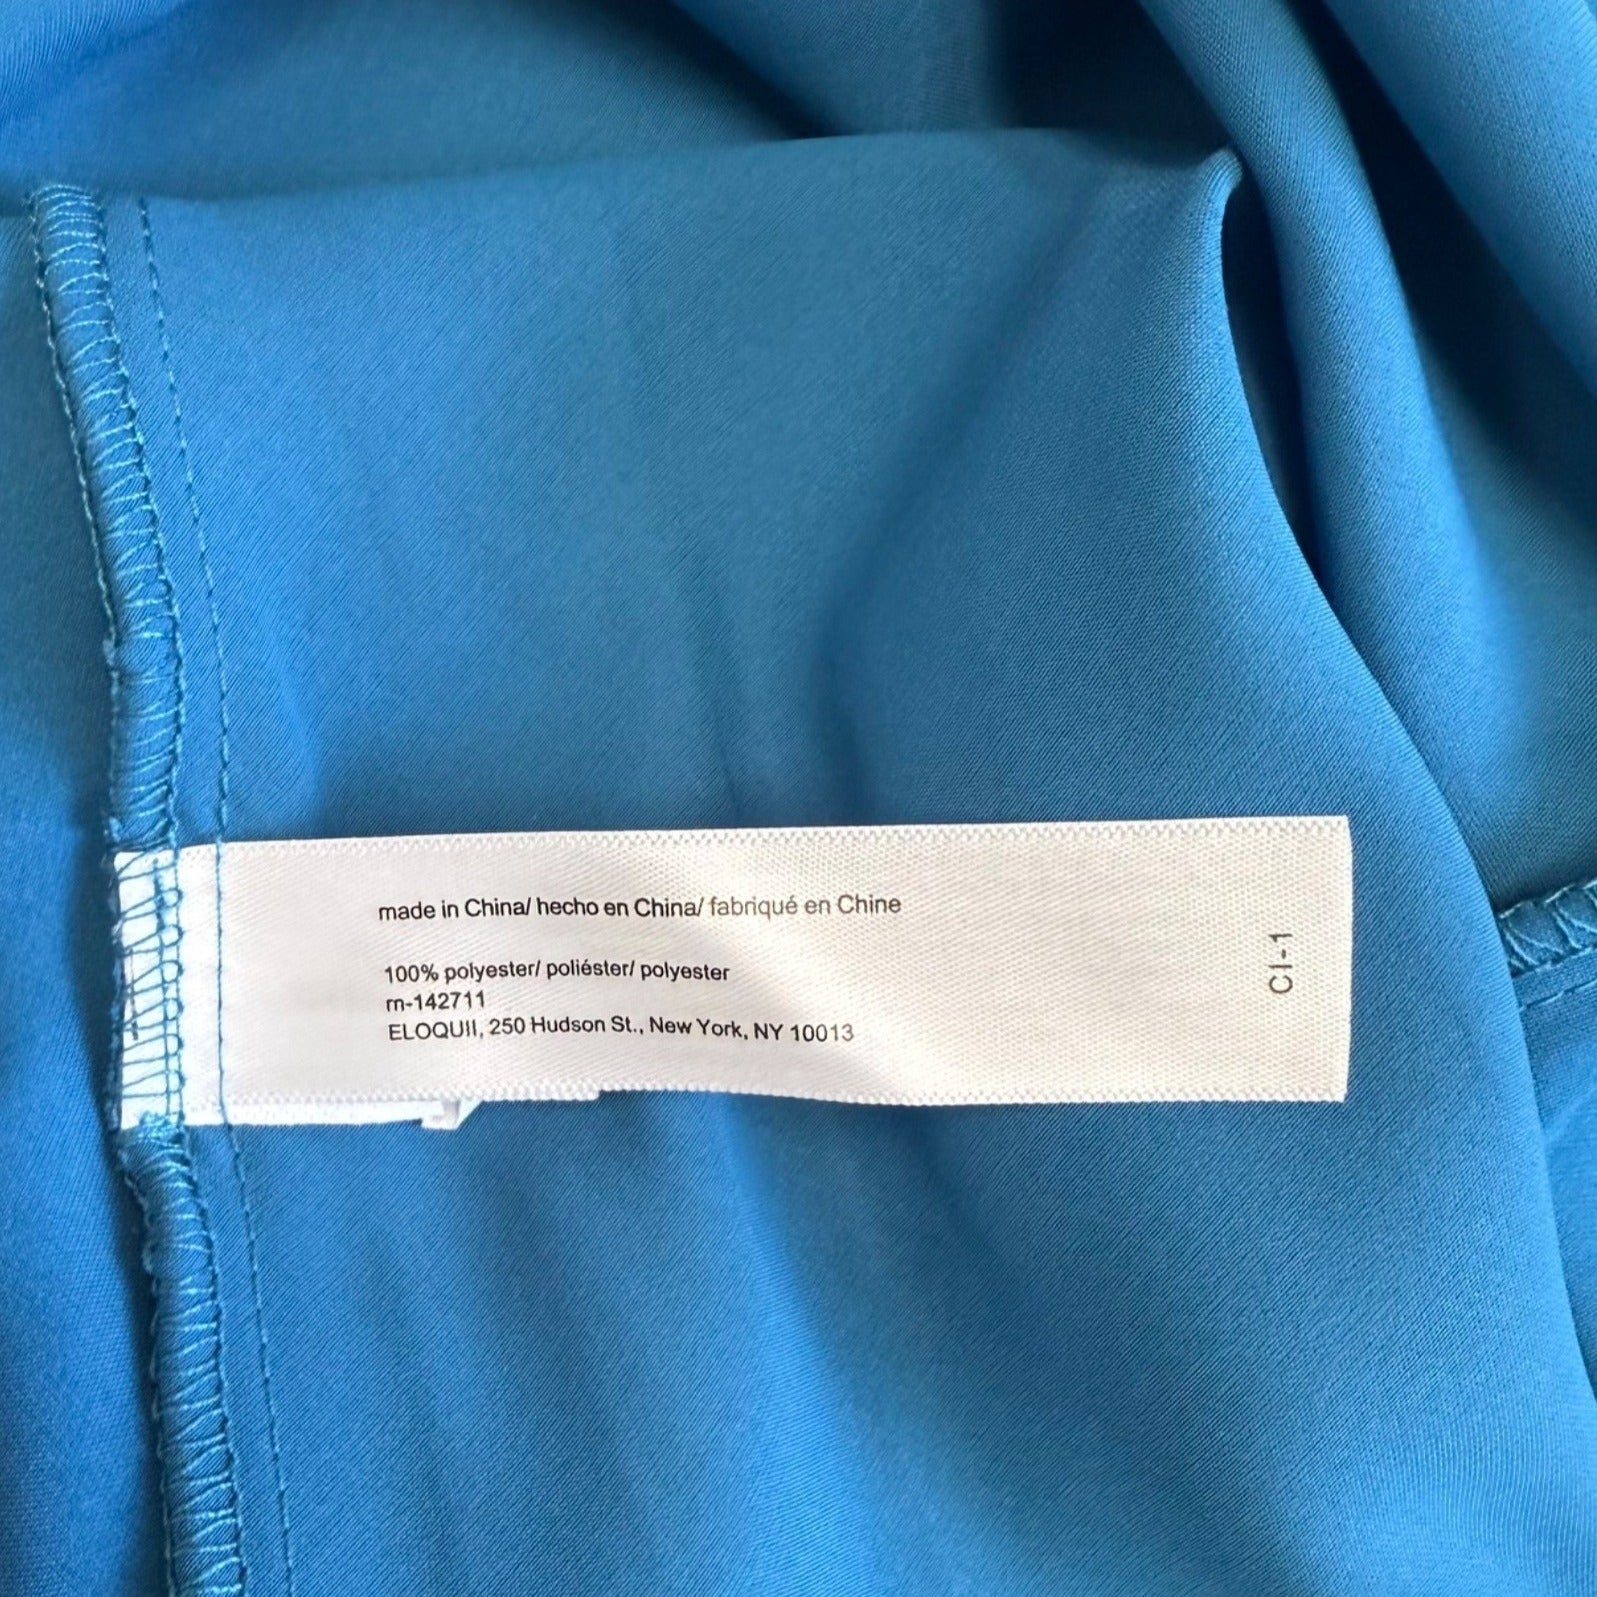 made in China/ hecho en China/ fabriqué en Chine
100% polyester/ poliéster/ polyester
rn-142711
ELOQUII, 250 Hudson St., New York, NY 10013
CI-1